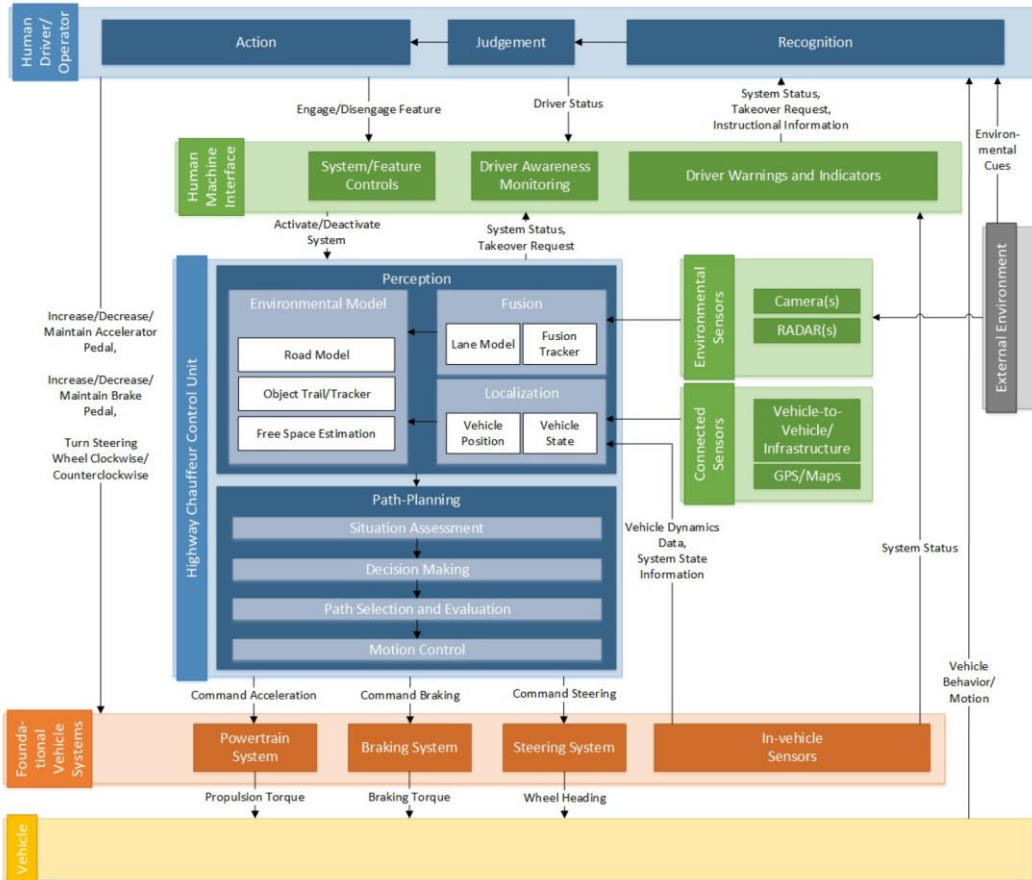 Human
Driver/
Operator
Action
Judgement
Recognition
Engage/Disengage Feature
Driver Status
System Status,
Takeover Request,
Instructional Information
Environ-
mental
Cues
Human
Machine
Interface
System/Feature
Controls
Driver Awareness
Monitoring
Driver Warnings and Indicators
Activate/Deactivate
System
System Status,
Takeover Request
Increase/Decrease/
Maintain Accelerator
Pedal,
Increase/Decrease/
Maintain Brake
Pedal,
Turn Steering
Wheel Clockwise/
Counterclockwise
Highway Chauffeur Control Unit
Perception
Environmental Model
Road Model
Object Trail/Tracker
Free Space Estimation
Fusion
Lane Model
Fusion
Tracker
Localization
Vehicle
Position
Vehicle
State
Environmental
Sensors
Camera(s)
RADAR(s)
Connected
Sensors
Vehicle-to-
Vehicle/
Infrastructure
GPS/Maps
External Environment
Path-Planning
Situation Assessment
Decision Making
Path Selection and Evaluation
Motion Control
Vehicle Dynamics
Data,
System State
Information
System Status
Vehicle
Behavior/
Motion
Command Acceleration
Command Braking
Command Steering
Founda-
tional
Vehicle
Systems
Powertrain
System
Braking System
Steering System
In-vehicle
Sensors
Propulsion Torque
Braking Torque
Wheel Heading
Vehicle